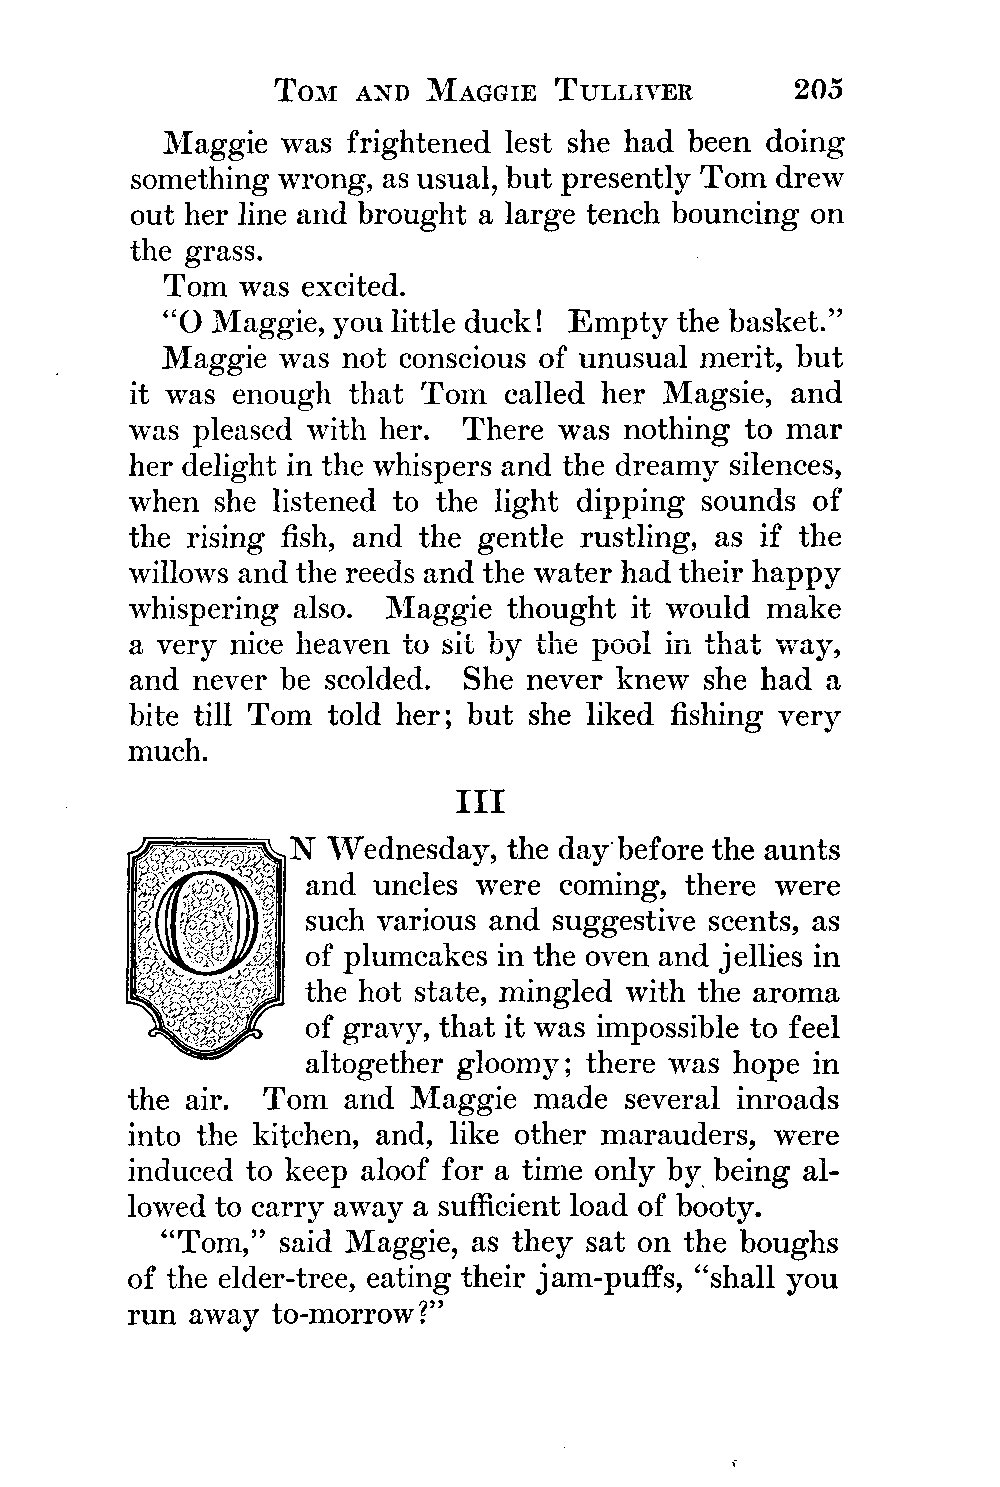 TOM AND MAGGIE TULLIVER 205
Maggie was frightened lest she had been doing
something wrong, as usual, but presently Tom drew
out her line and brought a large tench bouncing on
the grass.
Tom was excited.
“O Maggie, you little duck! Empty the basket.”
Maggie was not conscious of unusual merit, but
it was enough that Tom called her Magsie, and
was pleased with her. There was nothing to mar
her delight in the whispers and the dreamy silences,
when she listened to the light dipping sounds of
the rising fish, and the gentle rustling, as if the
willows and the reeds and the water had their happy
whispering also. Maggie thought it would make
a very nice heaven to sit by the pool in that way,
and never be scolded. She never knew she had a
bite till Tom told her; but she liked fishing very
much.
III
ON Wednesday, the day before the aunts
and uncles were coming, there were
such various and suggestive scents, as
of plumcakes in the oven and jellies in
the hot state, mingled with the aroma
of gravy, that it was impossible to feel
altogether gloomy; there was hope in
the air. Tom and Maggie made several inroads
into the kitchen, and, like other marauders, were
induced to keep aloof for a time only by being al-
lowed to carry away a sufficient load of booty.
“Tom,” said Maggie, as they sat on the boughs
of the elder-tree, eating their jam-puffs, “shall you
run away to-morrow?”